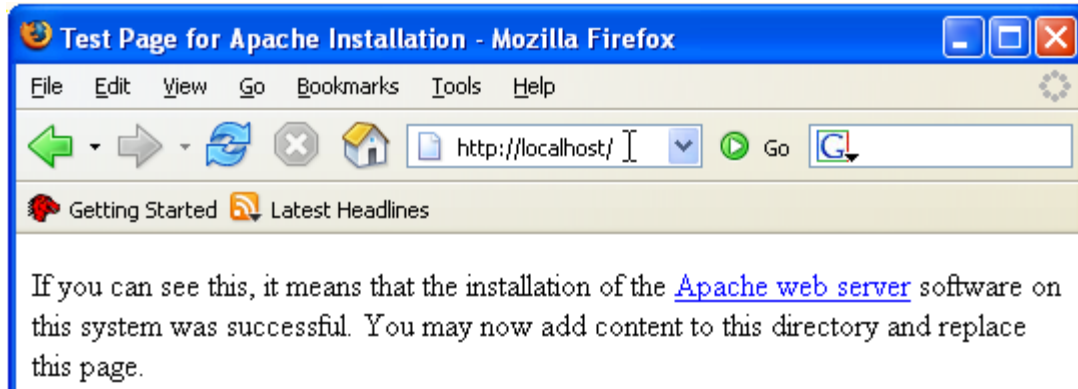 Test Page for Apache Installation - Mozilla Firefox
File Edit View Go Bookmarks Tools Help
http://localhost/ Go G
Getting Started Latest Headlines
If you can see this, it means that the installation of the Apache web server software on
this system was successful. You may now add content to this directory and replace
this page.